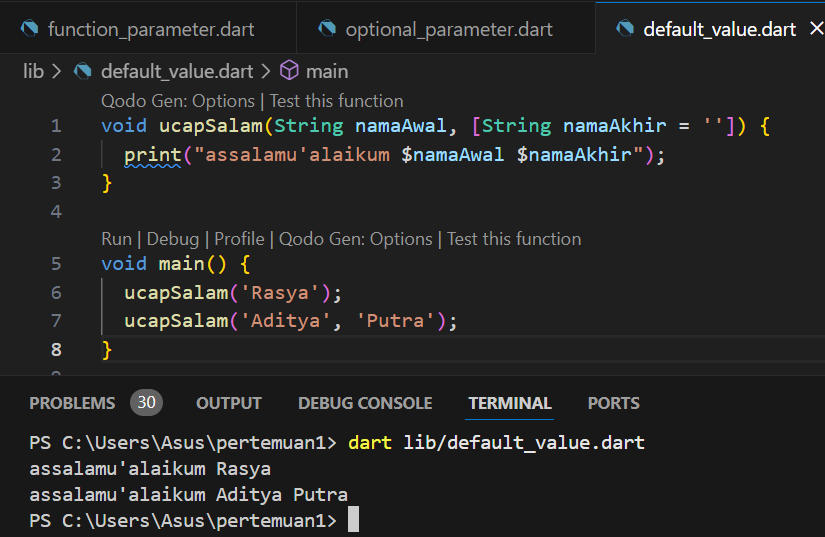 function_parameter.dart optional_parameter.dart default_value.dart
lib > default_value.dart > main
Qodo Gen: Options | Test this function
1 void ucapSalam(String namaAwal, [String namaAkhir = '']) {
2 print("assalamu'alaikum $namaAwal $namaAkhir");
3 }
4
Run | Debug | Profile | Qodo Gen: Options | Test this function
5 void main() {
6 ucapSalam('Rasya');
7 ucapSalam('Aditya', 'Putra');
8 }
PROBLEMS 30 OUTPUT DEBUG CONSOLE TERMINAL PORTS
PS C:\Users\Asus\pertemuan1> dart lib/default_value.dart
assalamu'alaikum Rasya
assalamu'alaikum Aditya Putra
PS C:\Users\Asus\pertemuan1>